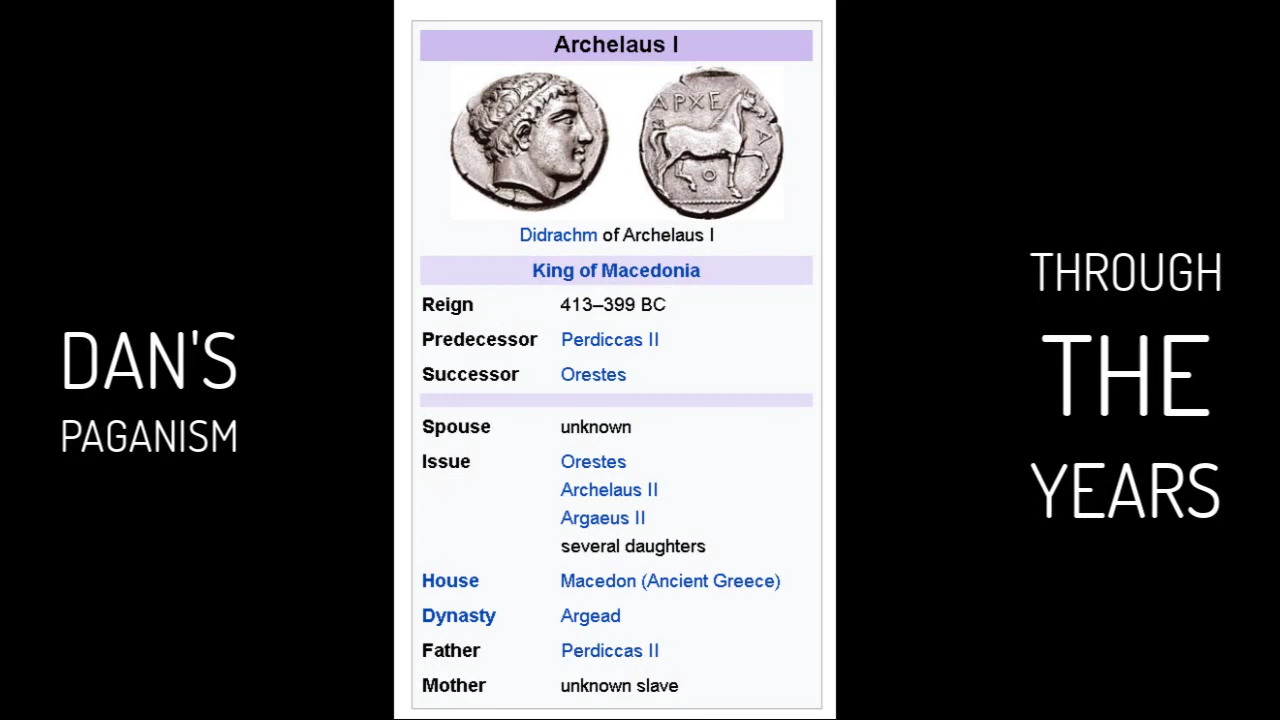 DAN'S
PAGANISM
Archelaus I
ΑΡΧΕ
Λ
Ο
Didrachm of Archelaus I
King of Macedonia
Reign 413–399 BC
Predecessor Perdiccas II
Successor Orestes
Spouse unknown
Issue Orestes
Archelaus II
Argaeus II
several daughters
House Macedon (Ancient Greece)
Dynasty Argead
Father Perdiccas II
Mother unknown slave
THROUGH
THE
YEARS